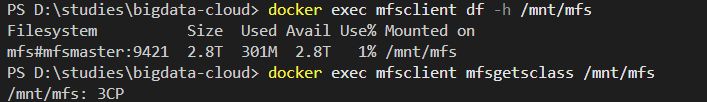 PS D:\studies\bigdata-cloud> docker exec mfsclient df -h /mnt/mfs
Filesystem            Size  Used Avail Use% Mounted on
mfs#mfsmaster:9421  2.8T  301M  2.8T   1% /mnt/mfs
PS D:\studies\bigdata-cloud> docker exec mfsclient mfsgetsclass /mnt/mfs
/mnt/mfs: 3CP